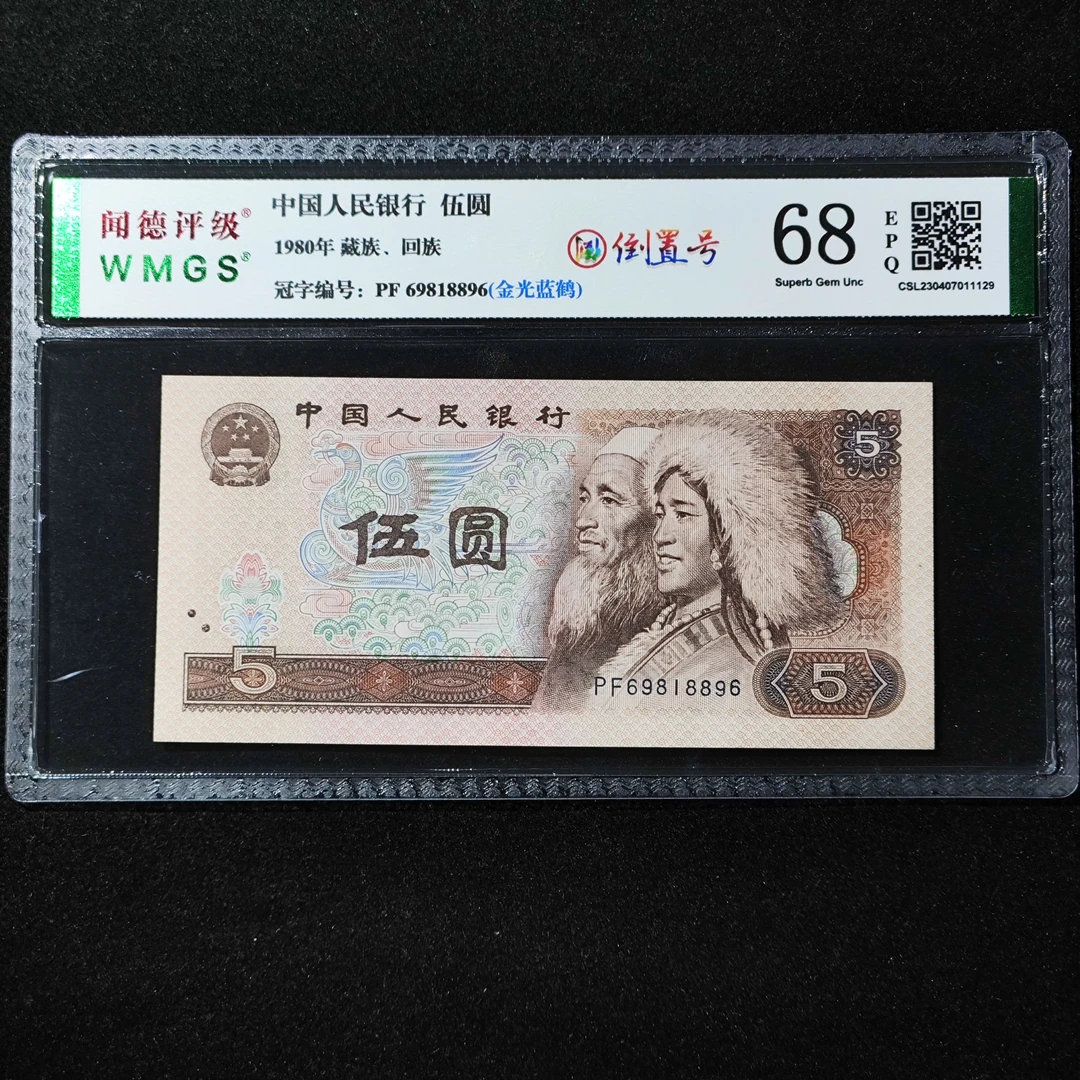 闻德评级®
WMGS®
中国人民银行 伍圆
1980年 藏族、回族
冠字编号：PF 69818896(金光蓝鹤)
倒置号
68
EPQ
Superb Gem Unc
CSL230407011129
中国人民银行
5
伍圆
5
PF69818896
5